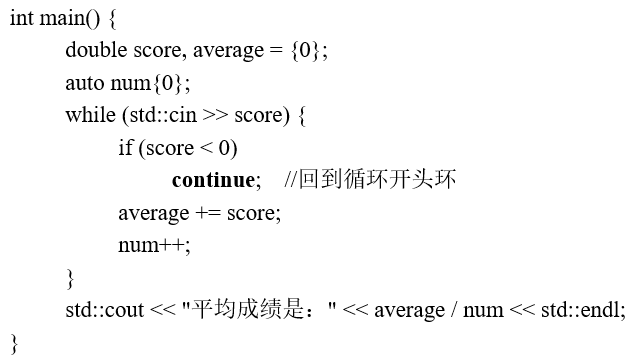 int main() {
double score, average = {0};
auto num{0};
while (std::cin >> score) {
if (score < 0)
continue; //回到循环开头环
average += score;
num++;
}
std::cout << "平均成绩是：" << average / num << std::endl;
}